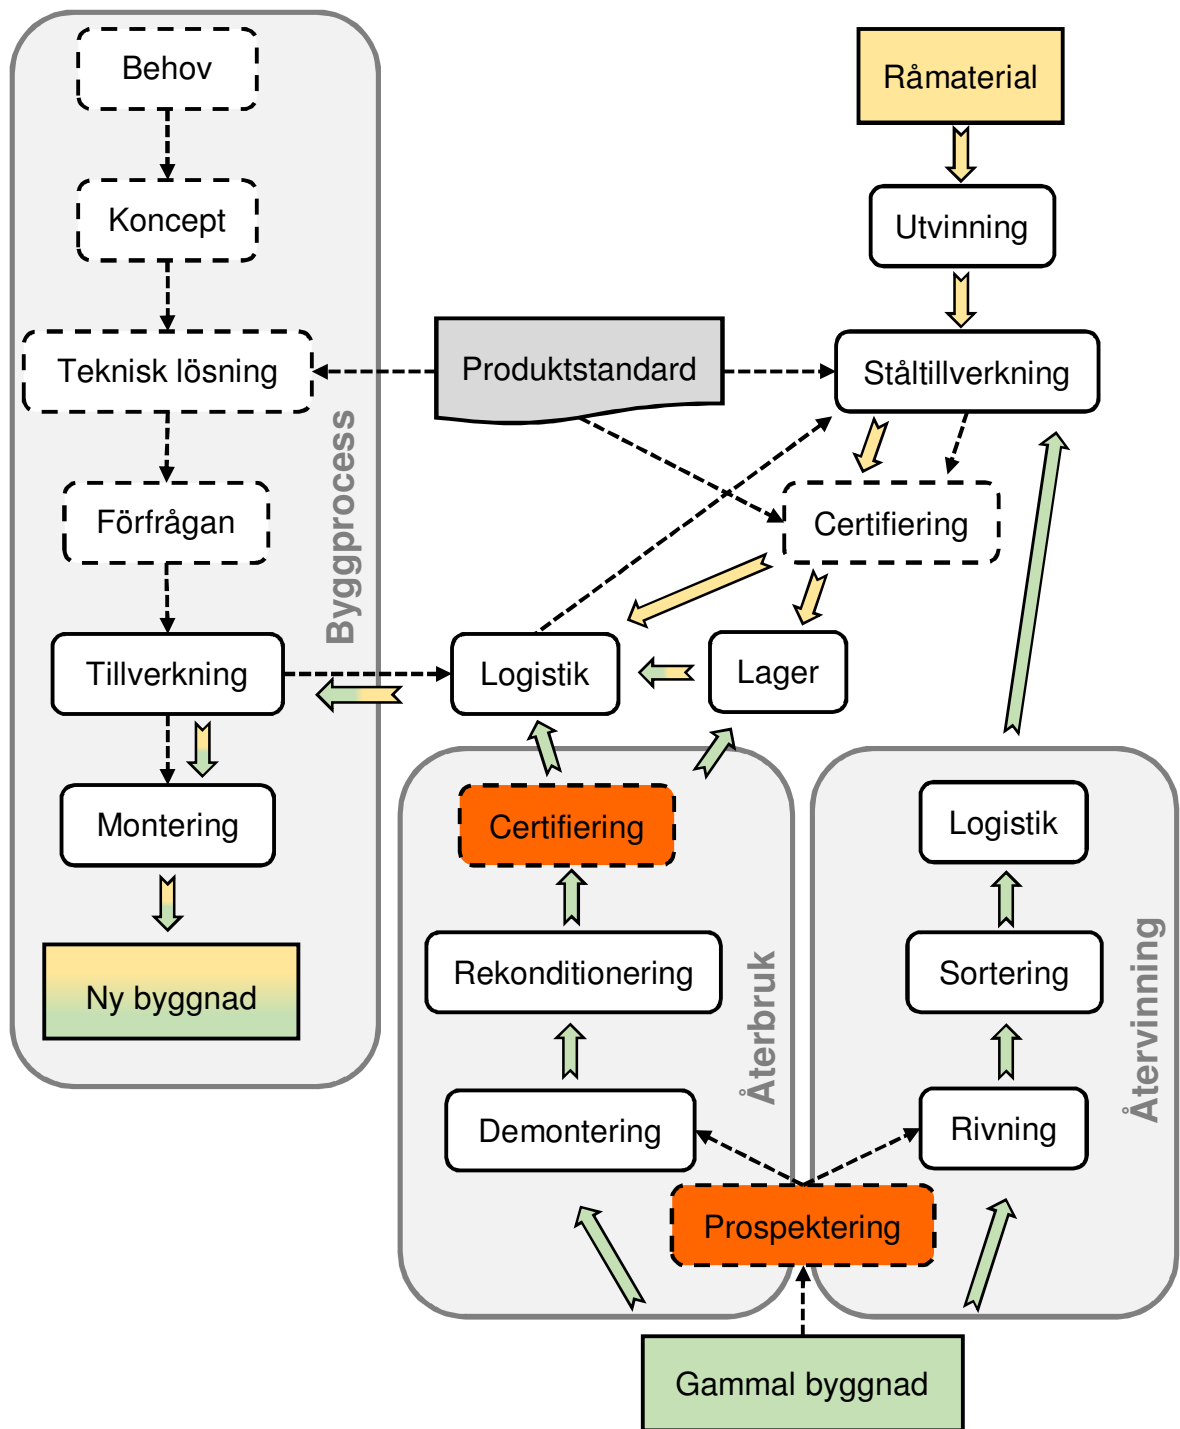 Behov
Koncept
Teknisk lösning
Förfrågan
Tillverkning
Montering
Ny byggnad
Byggprocess
Råmaterial
Utvinning
Produktstandard
Ståltillverkning
Certifiering
Logistik
Lager
Certifiering
Rekonditionering
Demontering
Återbruk
Logistik
Sortering
Rivning
Återvinning
Prospektering
Gammal byggnad